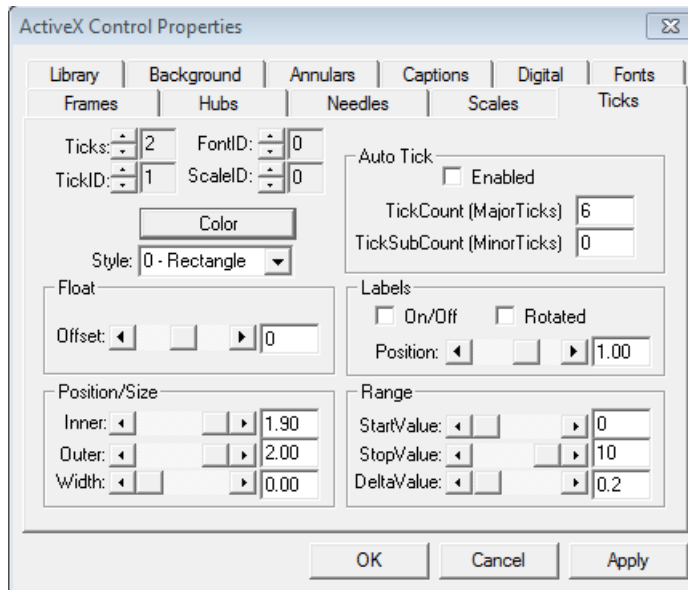 ActiveX Control Properties
Library Background Annulars Captions Digital Fonts
Frames Hubs Needles Scales Ticks
Ticks: 2 FontID: 0
TickID: 1 ScaleID: 0
Color
Style: 0 - Rectangle
Auto Tick
Enabled
TickCount (MajorTicks) 6
TickSubCount (MinorTicks) 0
Float
Offset: 0
Labels
On/Off Rotated
Position: 1.00
Position/Size
Inner: 1.90
Outer: 2.00
Width: 0.00
Range
StartValue: 0
StopValue: 10
DeltaValue: 0.2
OK Cancel Apply